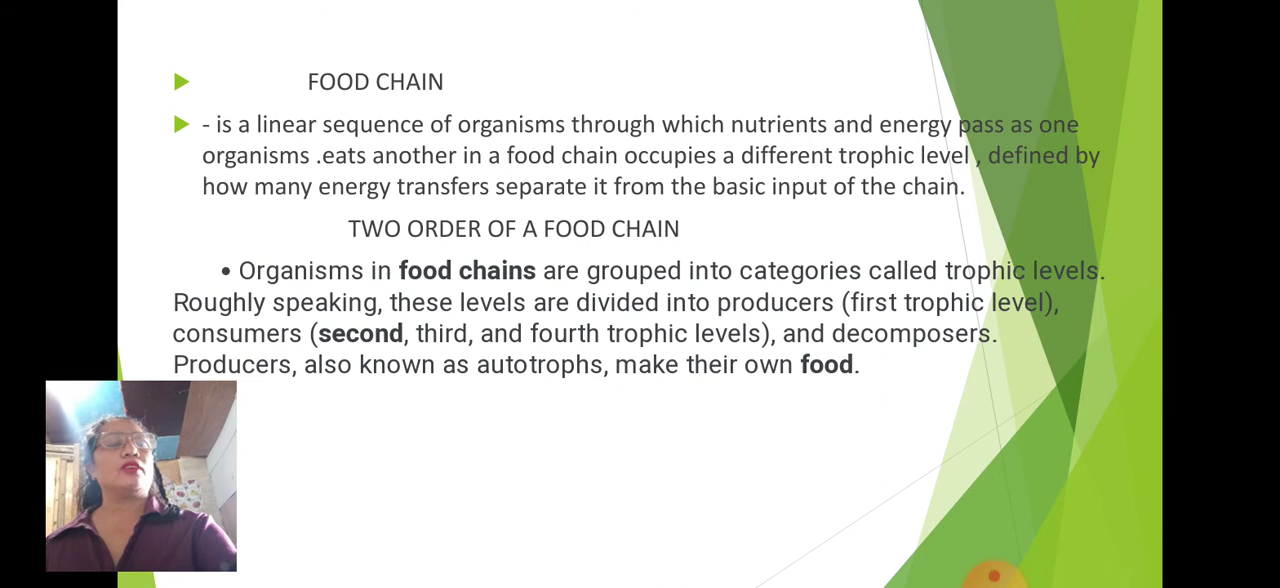 FOOD CHAIN
- is a linear sequence of organisms through which nutrients and energy pass as one
organisms .eats another in a food chain occupies a different trophic level , defined by
how many energy transfers separate it from the basic input of the chain.
TWO ORDER OF A FOOD CHAIN
• Organisms in food chains are grouped into categories called trophic levels.
Roughly speaking, these levels are divided into producers (first trophic level),
consumers (second, third, and fourth trophic levels), and decomposers.
Producers, also known as autotrophs, make their own food.